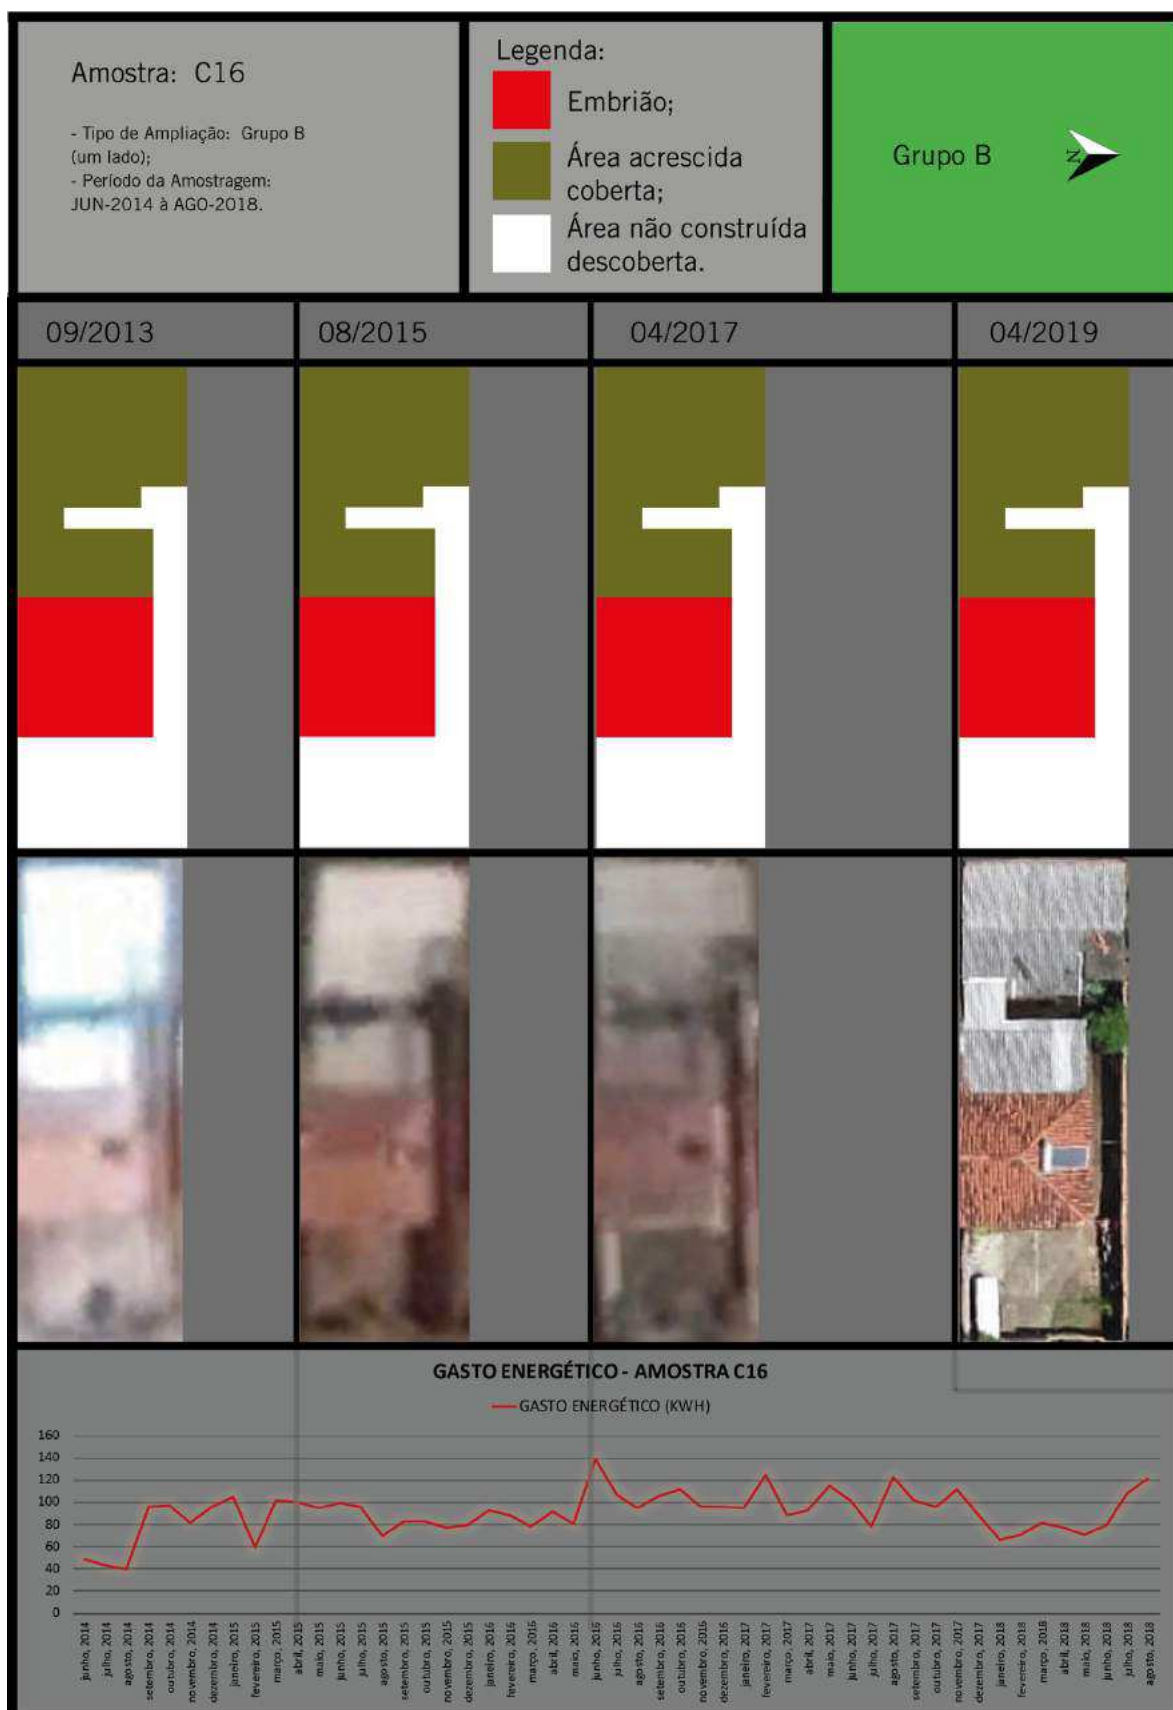 Amostra: C16
- Tipo de Ampliação: Grupo B
(um lado);
- Período da Amostragem:
JUN-2014 à AGO-2018.
Legenda:
Embrião;
Área acrescida
coberta;
Área não construída
descoberta.
Grupo B
N
09/2013
08/2015
04/2017
04/2019
GASTO ENERGÉTICO - AMOSTRA C16
GASTO ENERGÉTICO (KWH)
160
140
120
100
80
60
40
20
0
junho, 2014
julho, 2014
agosto, 2014
setembro, 2014
outubro, 2014
novembro, 2014
dezembro, 2014
janeiro, 2015
fevereiro, 2015
março, 2015
abril, 2015
maio, 2015
junho, 2015
julho, 2015
agosto, 2015
setembro, 2015
outubro, 2015
novembro, 2015
dezembro, 2015
janeiro, 2016
fevereiro, 2016
março, 2016
abril, 2016
maio, 2016
junho, 2016
julho, 2016
agosto, 2016
setembro, 2016
outubro, 2016
novembro, 2016
dezembro, 2016
janeiro, 2017
fevereiro, 2017
março, 2017
abril, 2017
maio, 2017
junho, 2017
julho, 2017
agosto, 2017
setembro, 2017
outubro, 2017
novembro, 2017
dezembro, 2017
janeiro, 2018
fevereiro, 2018
março, 2018
abril, 2018
maio, 2018
junho, 2018
julho, 2018
agosto, 2018